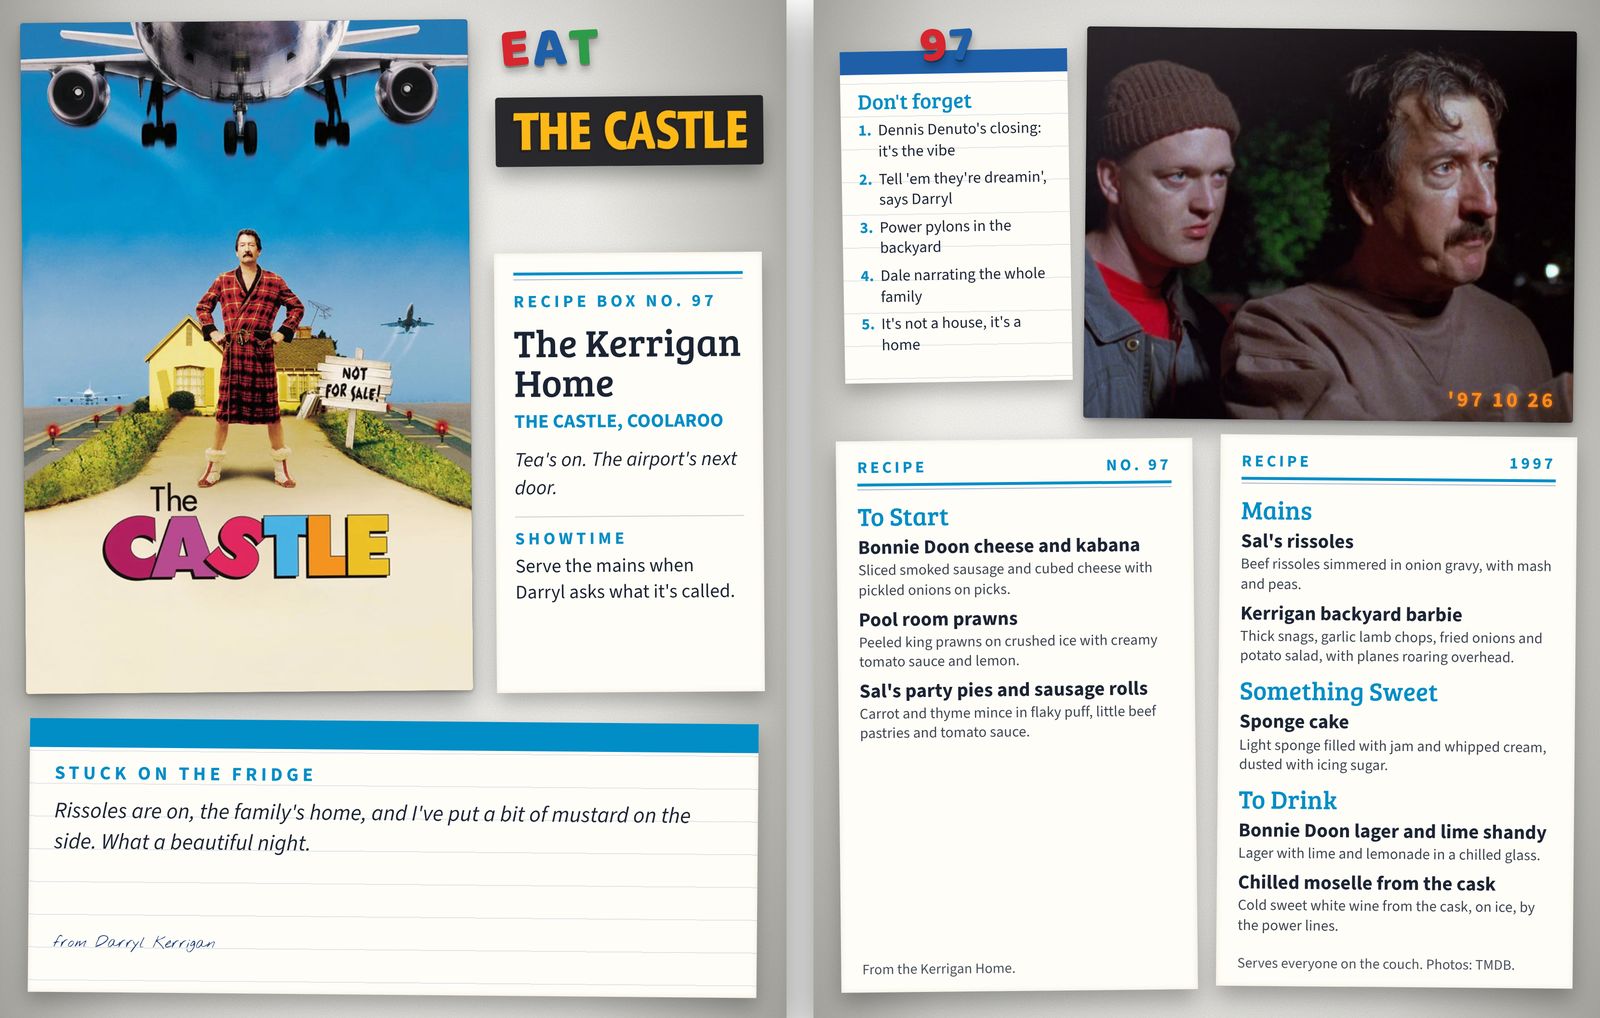 EAT
THE CASTLE
NOT
FOR SALE!
The
CASTLE
RECIPE BOX NO. 97
The Kerrigan
Home
THE CASTLE, COOLAROO
Tea's on. The airport's next
door.
SHOWTIME
Serve the mains when
Darryl asks what it's called.
STUCK ON THE FRIDGE
Rissoles are on, the family's home, and I've put a bit of mustard on the
side. What a beautiful night.
from Darryl Kerrigan
97
Don't forget
1. Dennis Denuto's closing:
it's the vibe
2. Tell 'em they're dreamin',
says Darryl
3. Power pylons in the
backyard
4. Dale narrating the whole
family
5. It's not a house, it's a
home
'97 10 26
RECIPE NO. 97
To Start
Bonnie Doon cheese and kabana
Sliced smoked sausage and cubed cheese with
pickled onions on picks.
Pool room prawns
Peeled king prawns on crushed ice with creamy
tomato sauce and lemon.
Sal's party pies and sausage rolls
Carrot and thyme mince in flaky puff, little beef
pastries and tomato sauce.
From the Kerrigan Home.
RECIPE 1997
Mains
Sal's rissoles
Beef rissoles simmered in onion gravy, with mash
and peas.
Kerrigan backyard barbie
Thick snags, garlic lamb chops, fried onions and
potato salad, with planes roaring overhead.
Something Sweet
Sponge cake
Light sponge filled with jam and whipped cream,
dusted with icing sugar.
To Drink
Bonnie Doon lager and lime shandy
Lager with lime and lemonade in a chilled glass.
Chilled moselle from the cask
Cold sweet white wine from the cask, on ice, by
the power lines.
Serves everyone on the couch. Photos: TMDB.